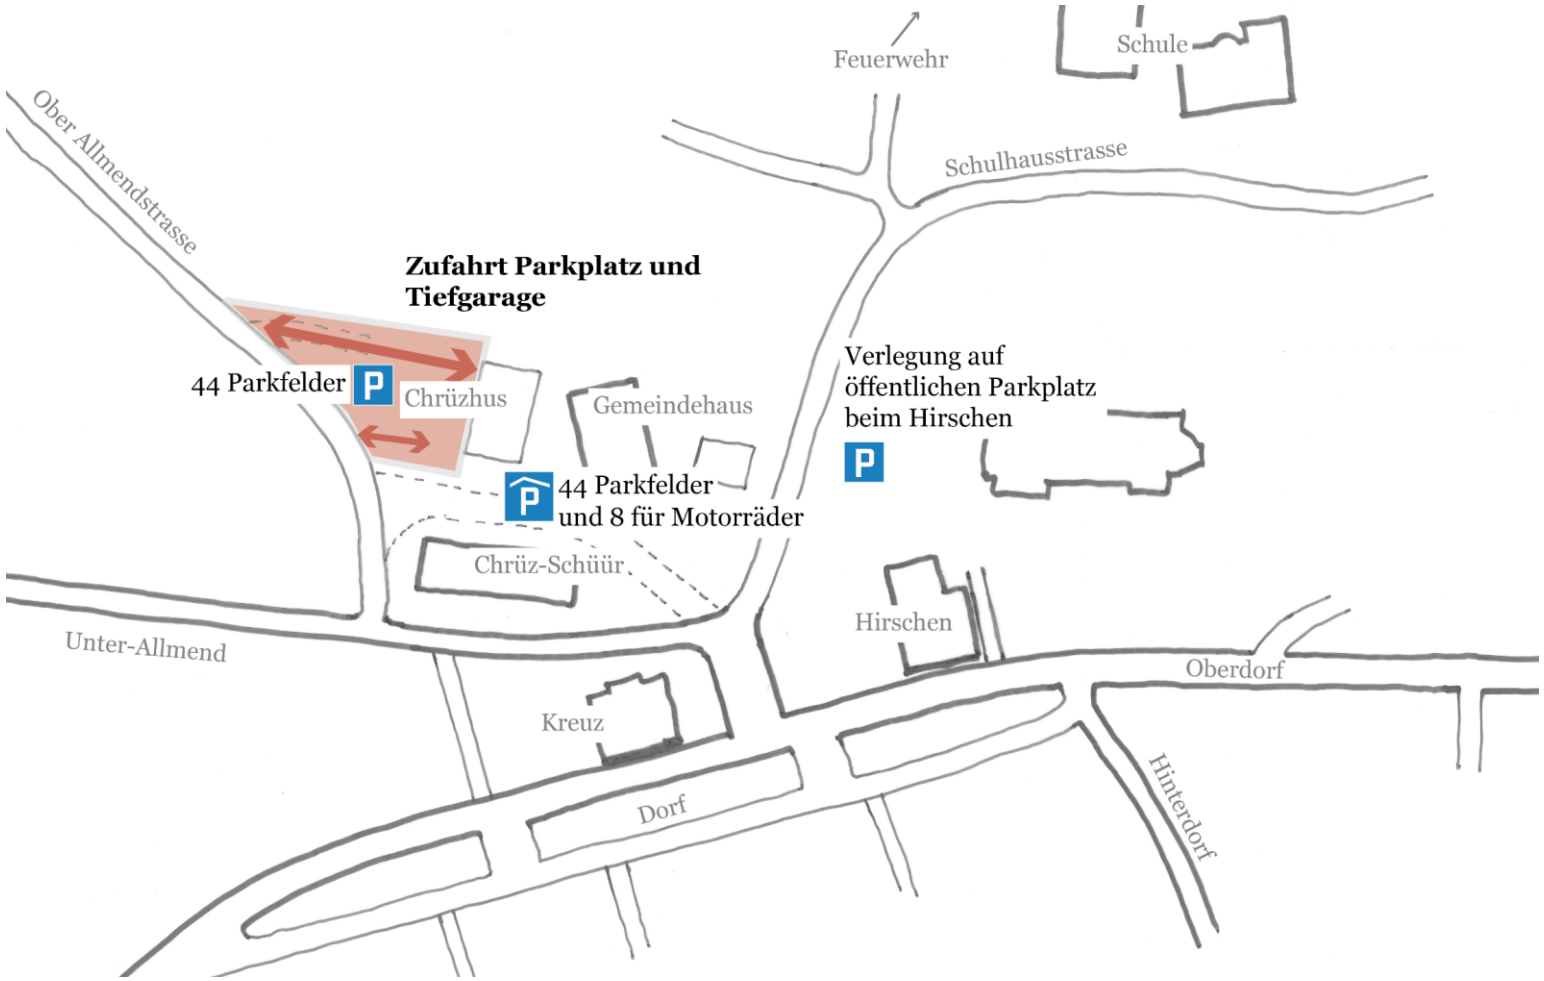 Feuerwehr
Schule
Ober Allmendstrasse
Schulhausstrasse
Zufahrt Parkplatz und
Tiefgarage
44 Parkfelder
P
Chrüzhus
Gemeindehaus
Verlegung auf
öffentlichen Parkplatz
beim Hirschen
P
P
44 Parkfelder
und 8 für Motorräder
Chrüz-Schüür
Hirschen
Unter-Allmend
Oberdorf
Kreuz
Dorf
Hinterdorf